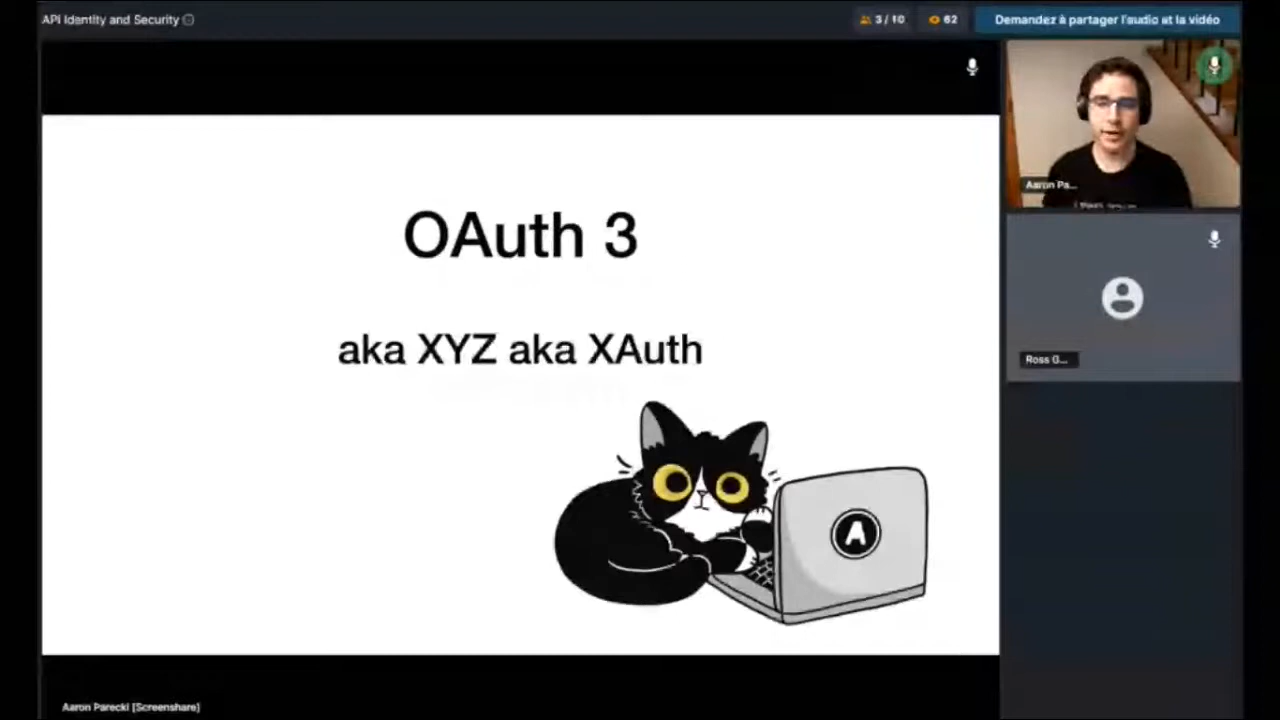 API Identity and Security
3 / 10
62
Demandez à partager l'audio et la vidéo
OAuth 3
aka XYZ aka XAuth
A
Aaron Pa...
Ross G...
Aaron Parecki [Screenshare]